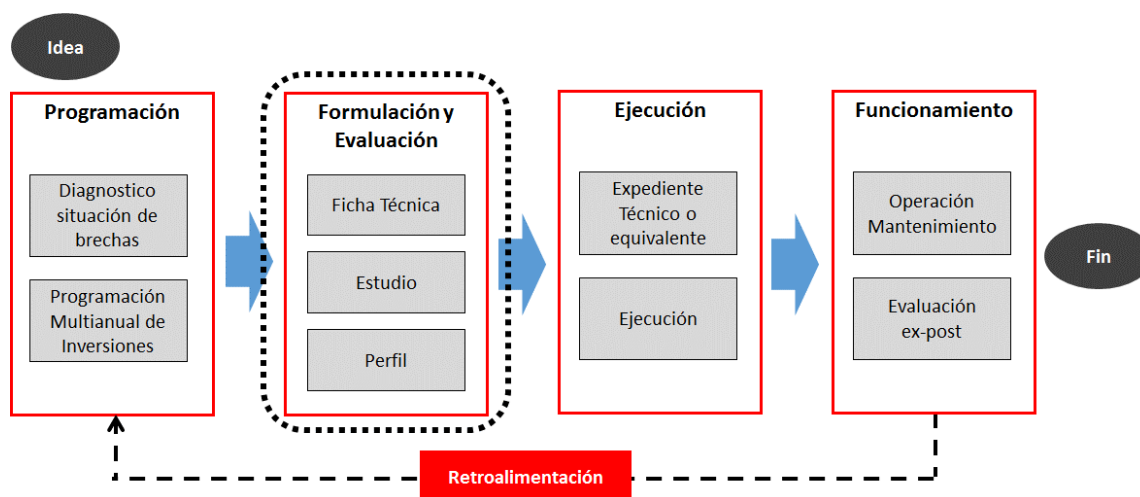 Idea
Programación
Diagnostico
situación de
brechas
Programación
Multianual de
Inversiones
Formulación y
Evaluación
Ficha Técnica
Estudio
Perfil
Ejecución
Expediente
Técnico o
equivalente
Ejecución
Funcionamiento
Operación
Mantenimiento
Evaluación
ex-post
Fin
Retroalimentación